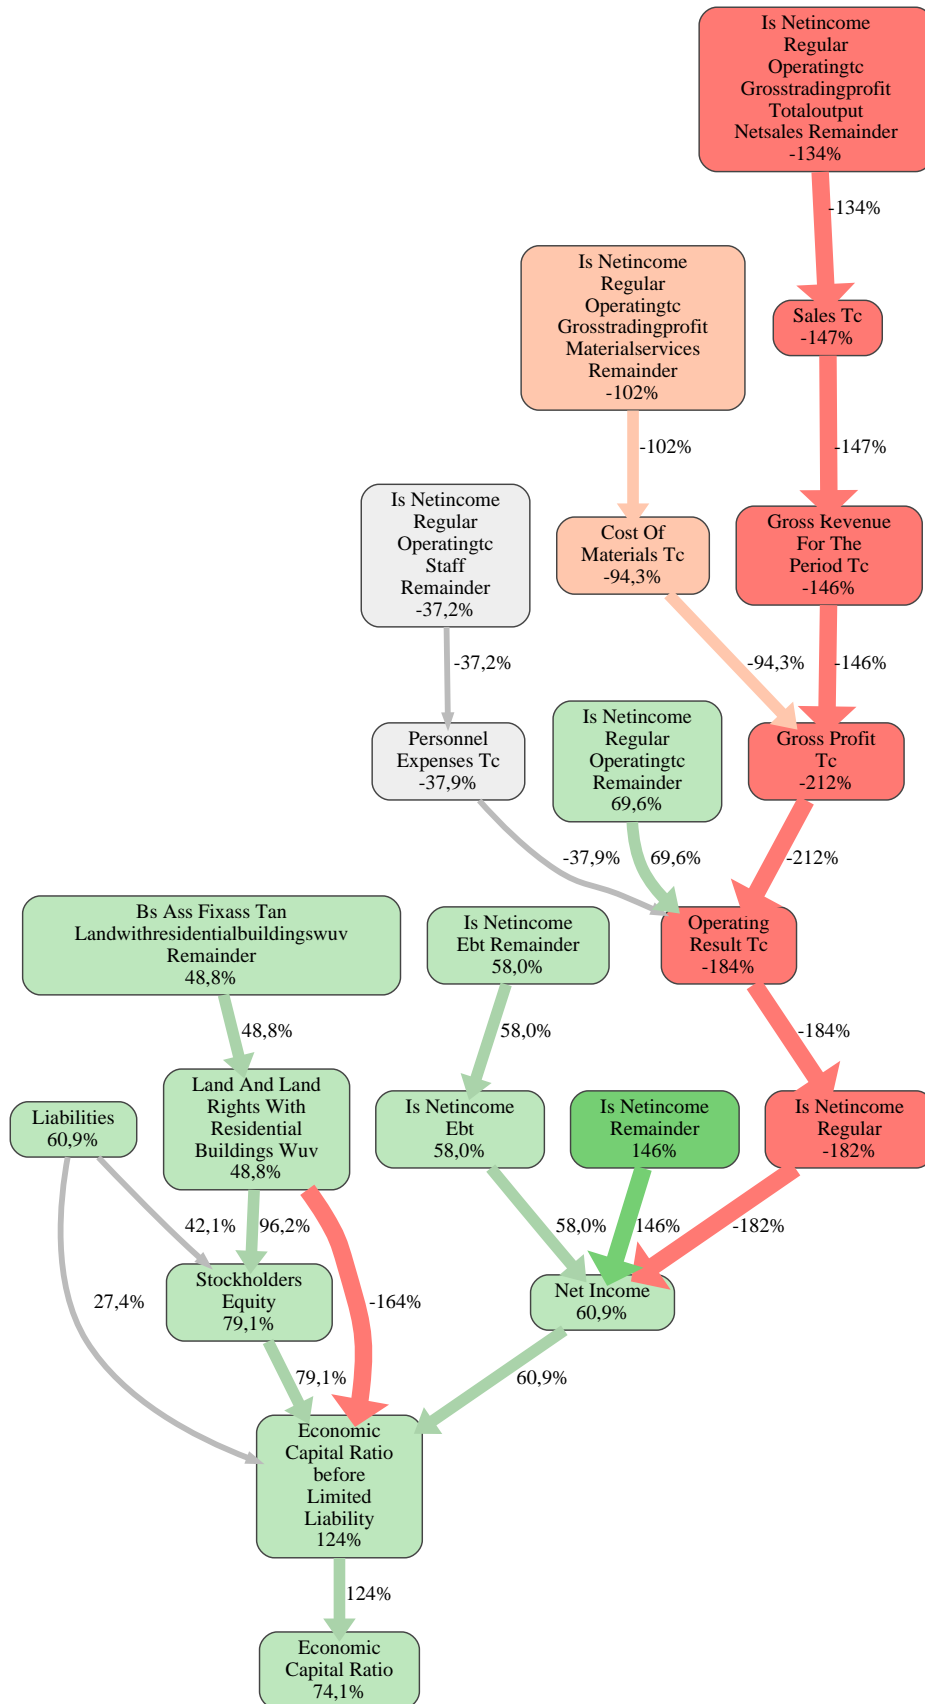 Is Netincome
Regular
Operatingtc
Grosstradingprofit
Totaloutput
Netsales Remainder
-134%
-134%
Is Netincome
Regular
Operatingtc
Grosstradingprofit
Materialservices
Remainder
-102%
Sales Tc
-147%
-102%
-147%
Is Netincome
Regular
Operatingtc
Staff
Remainder
-37,2%
Cost Of
Materials Tc
-94,3%
Gross Revenue
For The
Period Tc
-146%
-37,2%
-94,3%
-146%
Personnel
Expenses Tc
-37,9%
Is Netincome
Regular
Operatingtc
Remainder
69,6%
Gross Profit
Tc
-212%
-37,9%
69,6%
-212%
Bs Ass Fixass Tan
Landwithresidentialbuildingswuv
Remainder
48,8%
Is Netincome
Ebt Remainder
58,0%
Operating
Result Tc
-184%
48,8%
58,0%
-184%
Liabilities
60,9%
Land And Land
Rights With
Residential
Buildings Wuv
48,8%
Is Netincome
Ebt
58,0%
Is Netincome
Remainder
146%
Is Netincome
Regular
-182%
42,1%
96,2%
58,0%
146%
-182%
27,4%
Stockholders
Equity
79,1%
-164%
Net Income
60,9%
79,1%
60,9%
Economic
Capital Ratio
before
Limited
Liability
124%
124%
Economic
Capital Ratio
74,1%